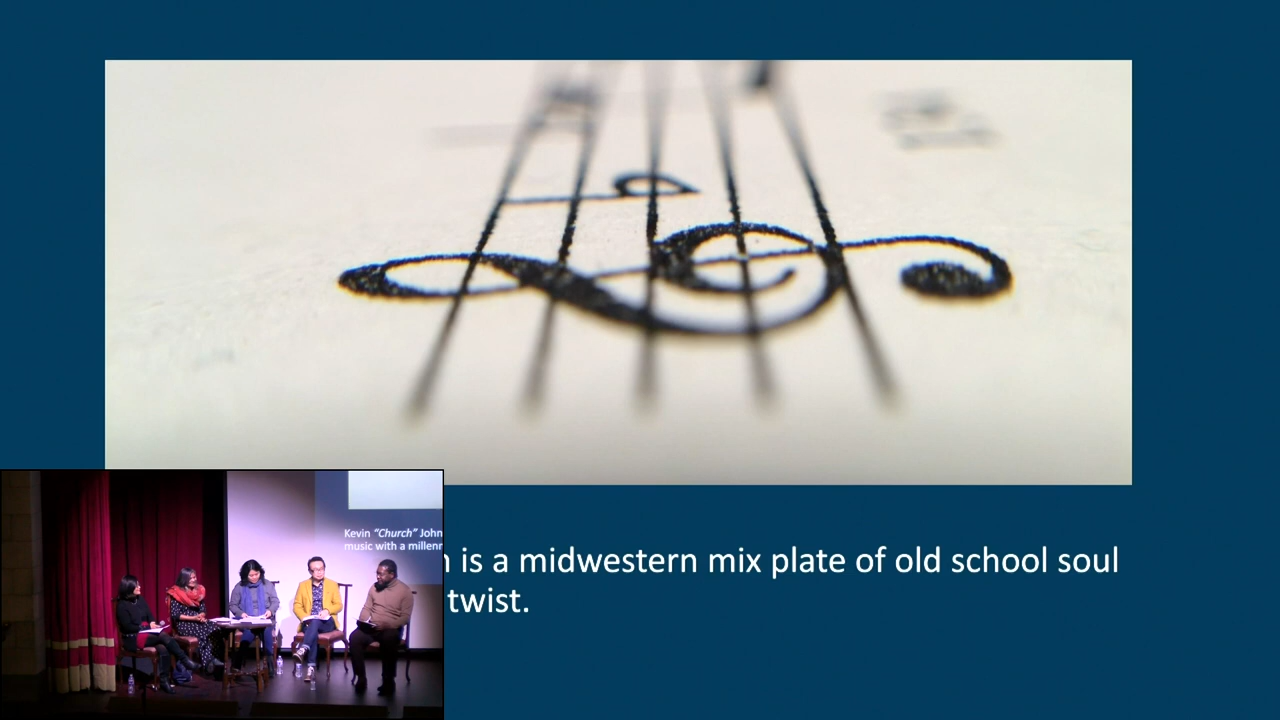 n is a midwestern mix plate of old school soul
twist.
Kevin "Church" John
music with a millenn